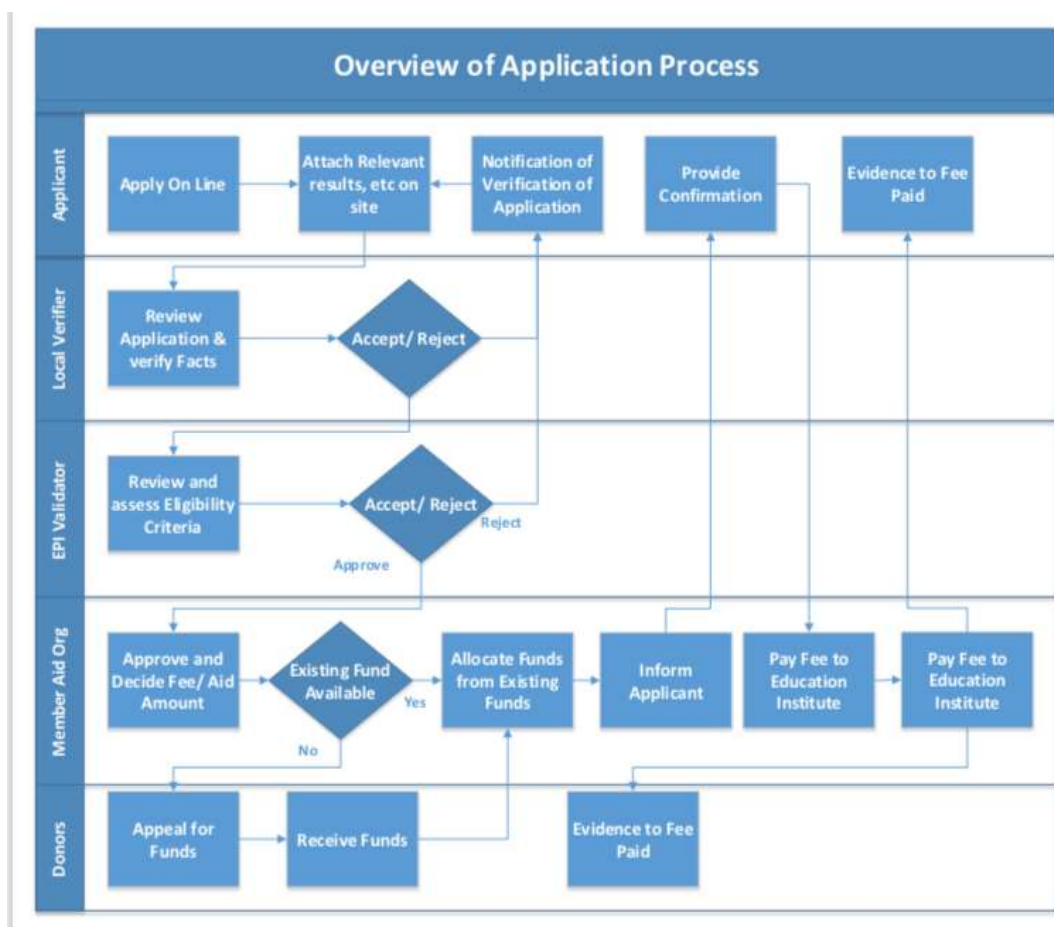 Overview of Application Process
Applicant
Apply On Line
Attach Relevant
results, etc on
site
Notification of
Verification of
Application
Provide
Confirmation
Evidence to Fee
Paid
Local Verifier
Review
Application &
verify Facts
Accept/ Reject
EPI Validator
Review and
assess Eligibility
Criteria
Accept/ Reject
Reject
Approve
Member Aid Org
Approve and
Decide Fee/ Aid
Amount
Existing Fund
Available
Yes
No
Allocate Funds
from Existing
Funds
Inform
Applicant
Pay Fee to
Education
Institute
Pay Fee to
Education
Institute
Donors
Appeal for
Funds
Receive Funds
Evidence to Fee
Paid